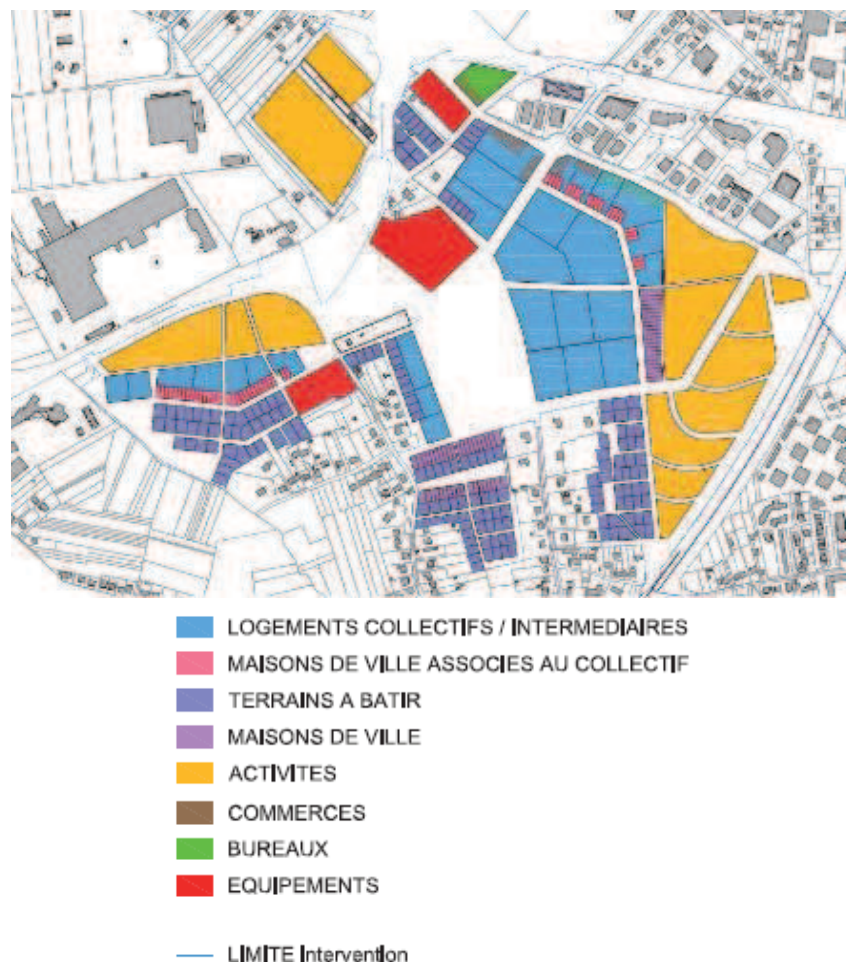 LOGEMENTS COLLECTIFS / INTERMEDIAIRES
MAISONS DE VILLE ASSOCIES AU COLLECTIF
TERRAINS A BATIR
MAISONS DE VILLE
ACTIVITES
COMMERCES
BUREAUX
EQUIPEMENTS
LIMITE Intervention